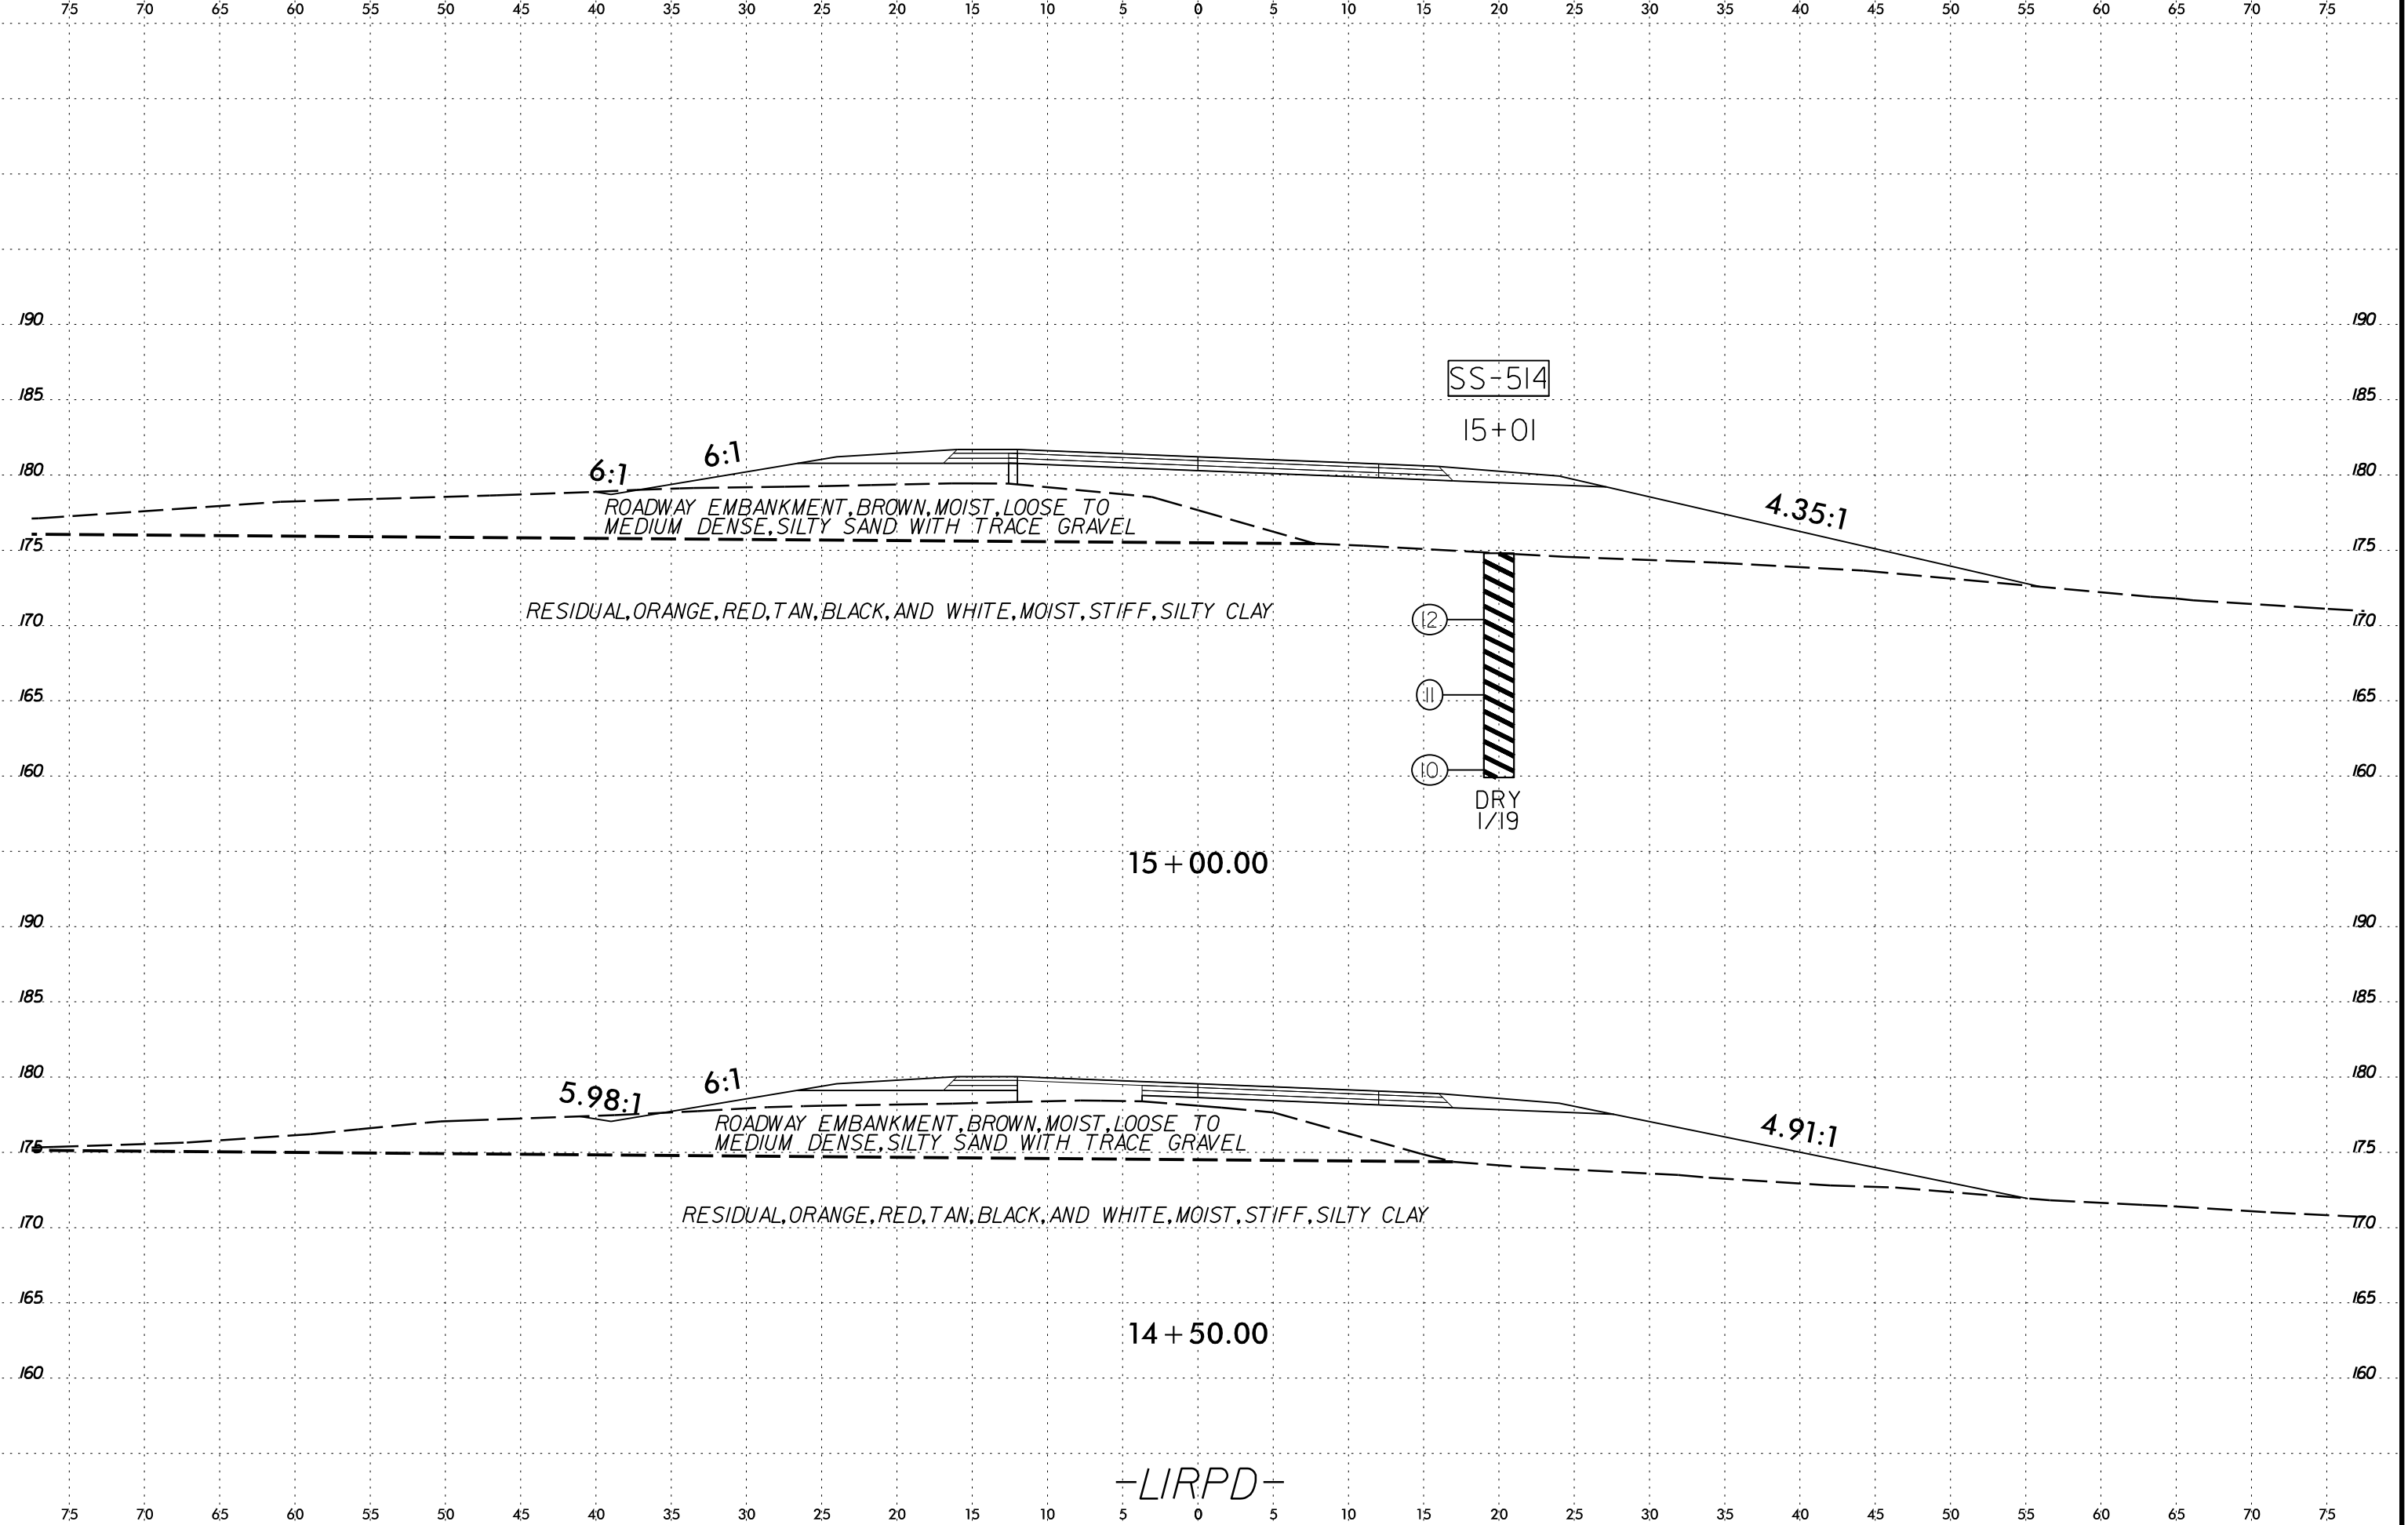 75 70 65 60 55 50 45 40 35 30 25 20 15 10 5 0 5 10 15 20 25 30 35 40 45 50 55 60 65 70 75
190 190
SS-514
185 185
15+01
6:1
6:1
180 180
4.35:1
ROADWAY EMBANKMENT, BROWN, MOIST, LOOSE TO
MEDIUM DENSE, SILTY SAND WITH TRACE GRAVEL
175 175
RESIDUAL, ORANGE, RED, TAN, BLACK, AND WHITE, MOIST, STIFF, SILTY CLAY
170 12 170
165 11 165
160 10 160
DRY
1/19
15+00.00
190 190
185 185
180 6:1 180
5.98:1
ROADWAY EMBANKMENT, BROWN, MOIST, LOOSE TO
4.91:1
MEDIUM DENSE, SILTY SAND WITH TRACE GRAVEL
175 175
RESIDUAL, ORANGE, RED, TAN, BLACK, AND WHITE, MOIST, STIFF, SILTY CLAY
170 170
165 165
14+50.00
160 160
-L1RPD-
75 70 65 60 55 50 45 40 35 30 25 20 15 10 5 0 5 10 15 20 25 30 35 40 45 50 55 60 65 70 75